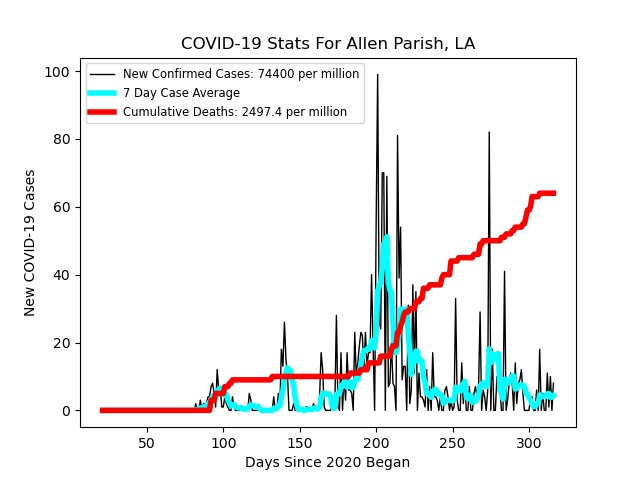 COVID-19 Stats For Allen Parish, LA
New Confirmed Cases: 74400 per million
7 Day Case Average
Cumulative Deaths: 2497.4 per million
New COVID-19 Cases
100
80
60
40
20
0
50 100 150 200 250 300
Days Since 2020 Began